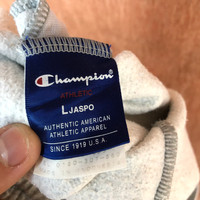 Champion
ATHLETIC
L JASPO
AUTHENTIC AMERICAN
ATHLETIC APPAREL
SINCE 1919 U.S.A.